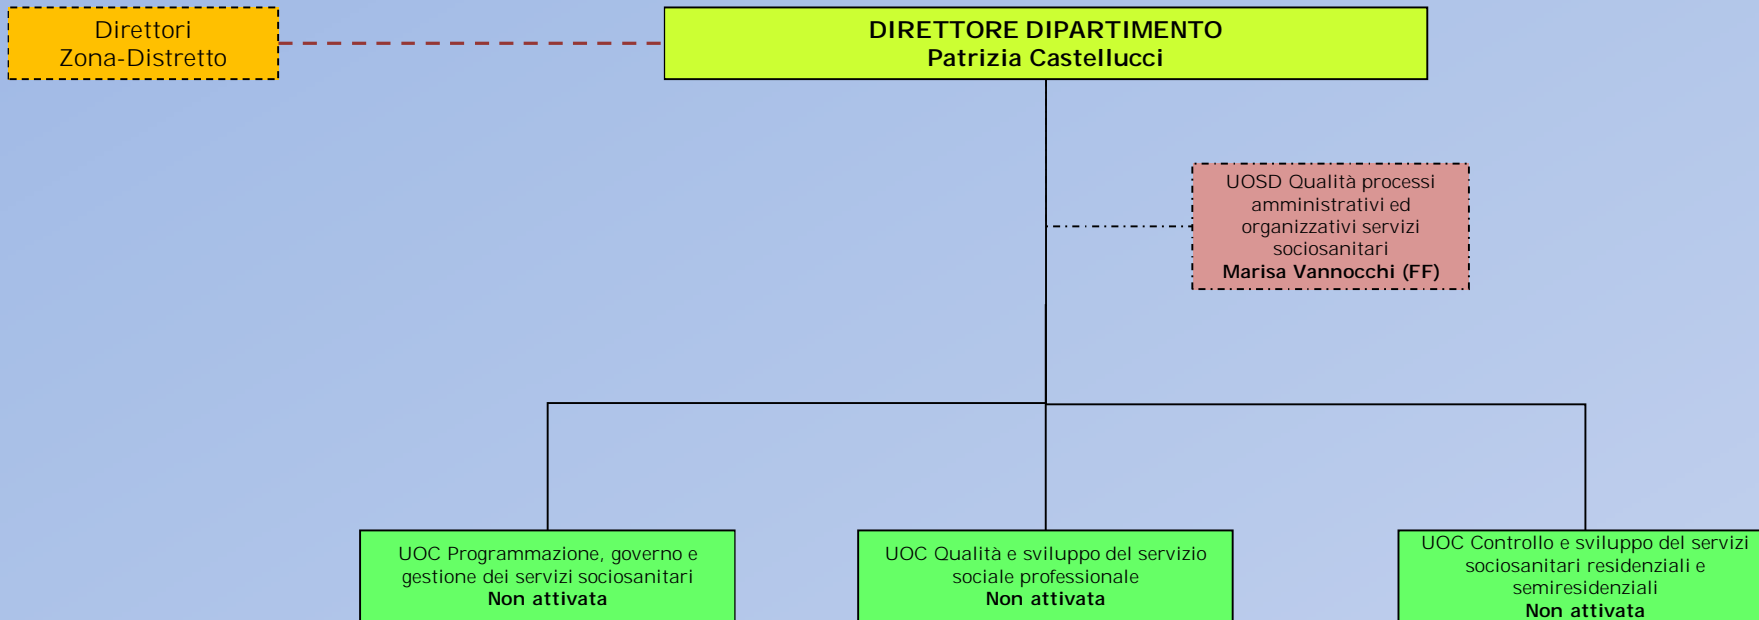 Direttori
Zona-Distretto
DIRETTORE DIPARTIMENTO
Patrizia Castellucci
UOSD Qualità processi
amministrativi ed
organizzativi servizi
sociosanitari
Marisa Vannocchi (FF)
UOC Programmazione, governo e
gestione dei servizi sociosanitari
Non attivata
UOC Qualità e sviluppo del servizio
sociale professionale
Non attivata
UOC Controllo e sviluppo del servizi
sociosanitari residenziali e
semiresidenziali
Non attivata